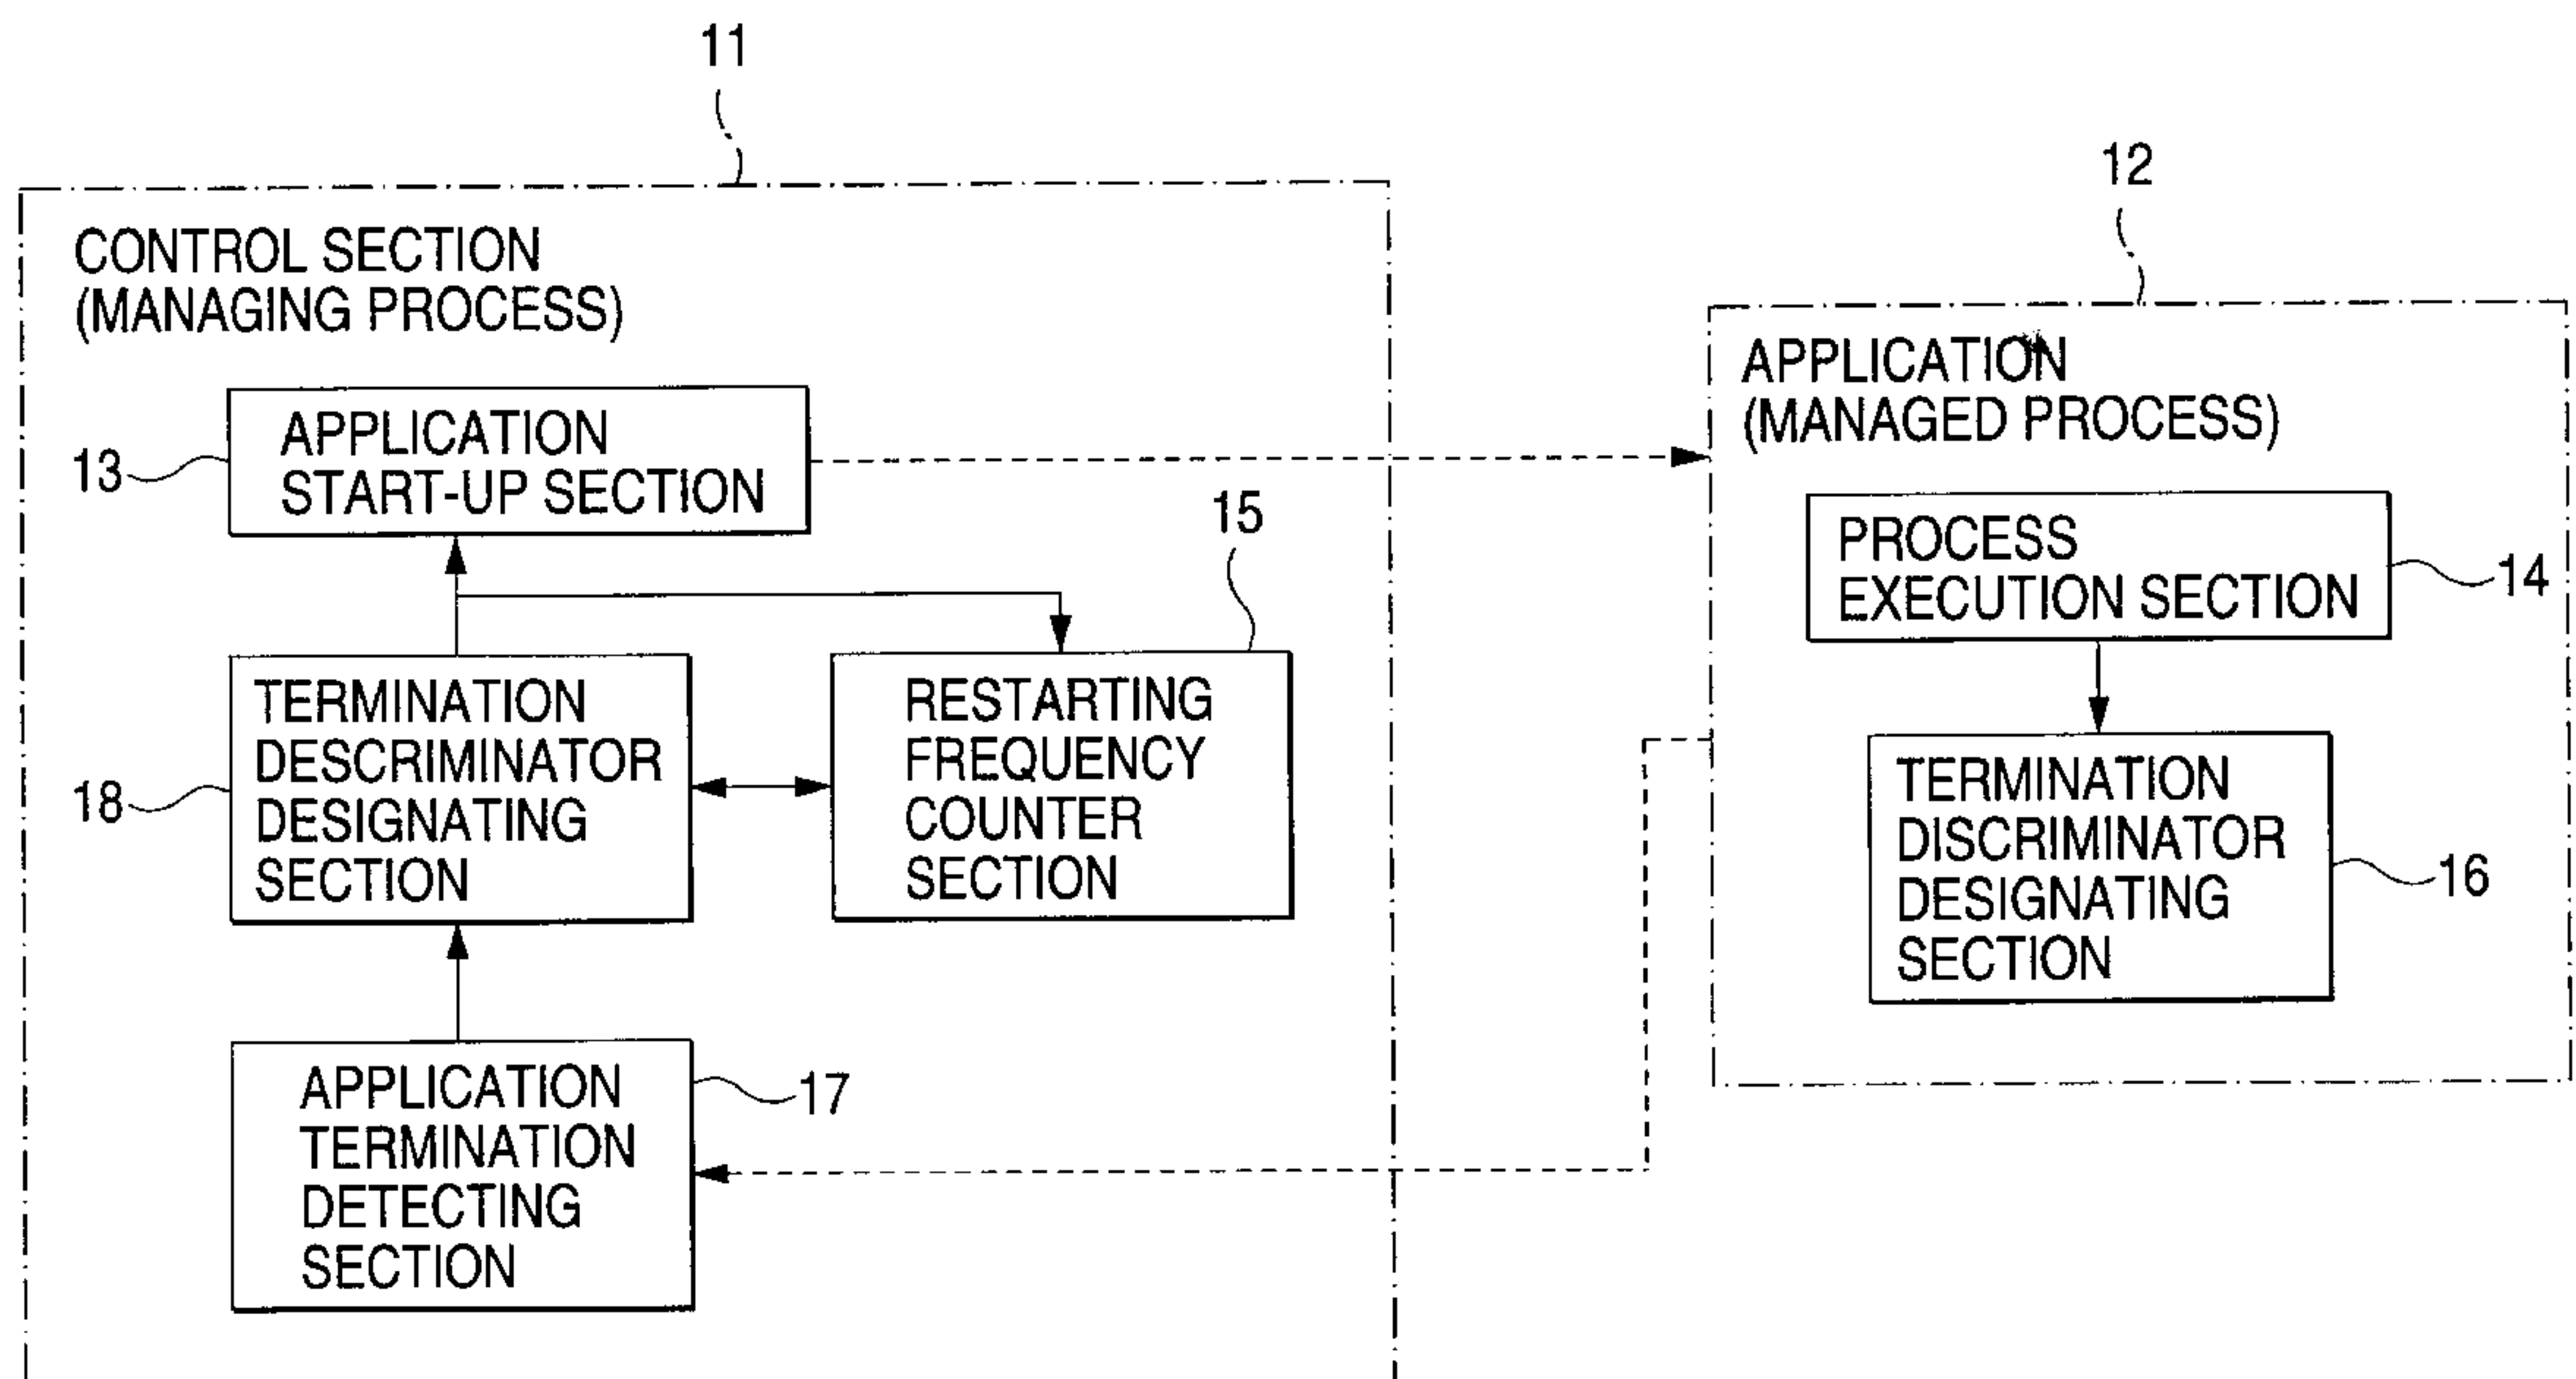 11
CONTROL SECTION
(MANAGING PROCESS)
13
APPLICATION
START-UP SECTION
15
18
TERMINATION
DESCRIMINATOR
DESIGNATING
SECTION
RESTARTING
FREQUENCY
COUNTER
SECTION
17
APPLICATION
TERMINATION
DETECTING
SECTION
12
APPLICATION
(MANAGED PROCESS)
PROCESS
EXECUTION SECTION
14
TERMINATION
DISCRIMINATOR
DESIGNATING
SECTION
16